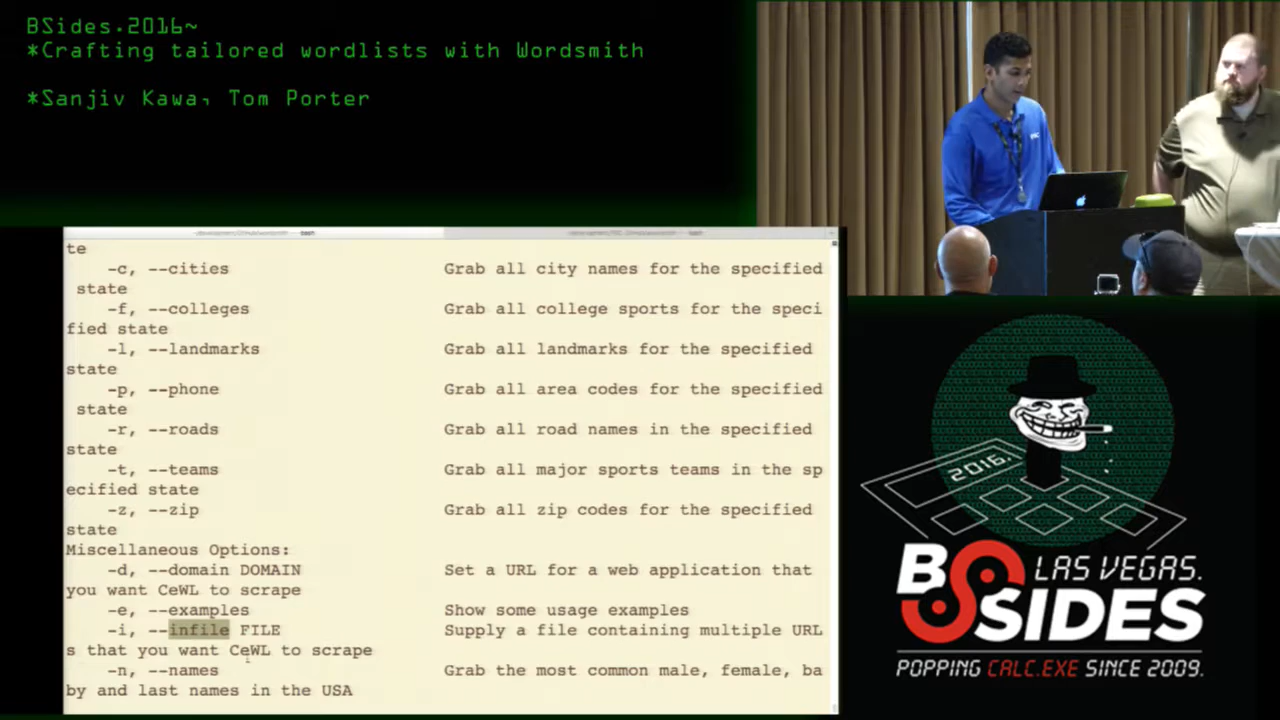 BSides.2016~
*Crafting tailored wordlists with Wordsmith
*Sanjiv Kawa, Tom Porter
te
-c, --cities Grab all city names for the specified
state
-f, --colleges Grab all college sports for the speci
fied state
-l, --landmarks Grab all landmarks for the specified
state
-p, --phone Grab all area codes for the specified
state
-r, --roads Grab all road names in the specified
state
-t, --teams Grab all major sports teams in the sp
ecified state
-z, --zip Grab all zip codes for the specified
state
Miscellaneous Options:
-d, --domain DOMAIN Set a URL for a web application that
you want CeWL to scrape
-e, --examples Show some usage examples
-i, --infile FILE Supply a file containing multiple URL
s that you want CeWL to scrape
-n, --names Grab the most common male, female, ba
by and last names in the USA
2016.
BSIDES
LAS VEGAS.
POPPING CALC.EXE SINCE 2009.